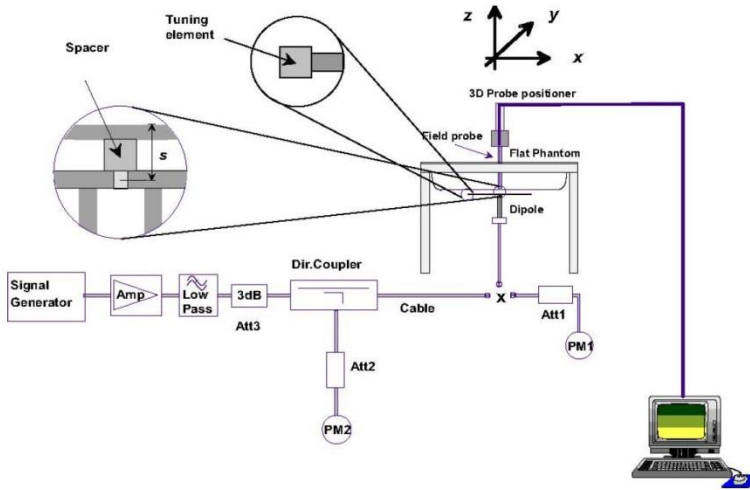 Tuning
element
Spacer
s
z
y
x
3D Probe positioner
Field probe
Flat Phantom
Dipole
Signal
Generator
Amp
Low
Pass
3dB
Att3
Dir.Coupler
Cable
x
Att1
PM1
Att2
PM2